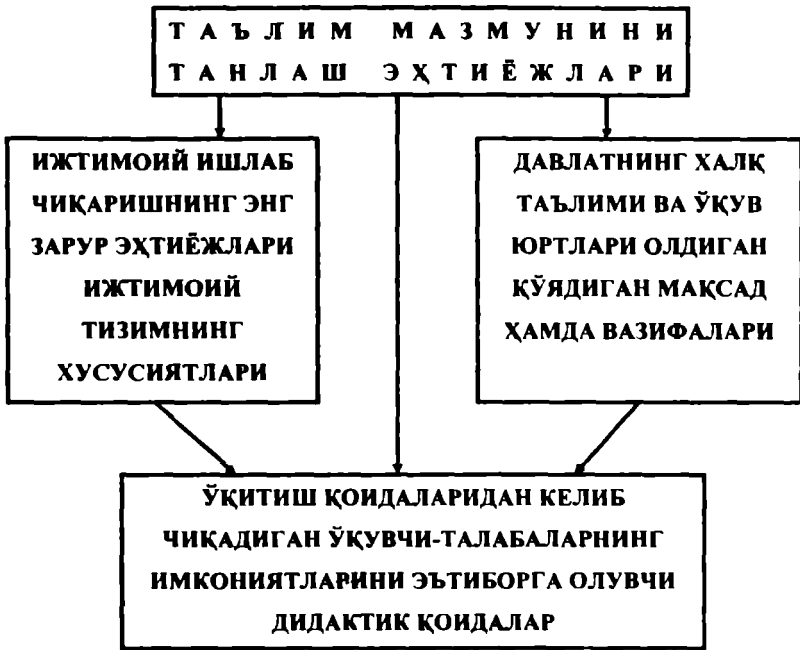 ТАЪЛИМ МАЗМУНИНИ
ТАНЛАШ ЭҲТИЁЖЛАРИ
ИЖТИМОИЙ ИШЛАБ
ЧИҚАРИШНИНГ ЭНГ
ЗАРУР ЭҲТИЁЖЛАРИ
ИЖТИМОИЙ
ТИЗИМНИНГ
ХУСУСИЯТЛАРИ
ДАВЛАТНИНГ ХАЛҚ
ТАЪЛИМИ ВА ЎҚУВ
ЮРТЛАРИ ОЛДИГАН
ҚЎЯДИГАН МАҚСАД
ҲАМДА ВАЗИФАЛАРИ
ЎҚИТИШ ҚОИДАЛАРИДАН КЕЛИБ
ЧИҚАДИГАН ЎҚУВЧИ-ТАЛАБАЛАРНИНГ
ИМКОНИЯТЛАРИНИ ЭЪТИБОРГА ОЛУВЧИ
ДИДАКТИК ҚОИДАЛАР